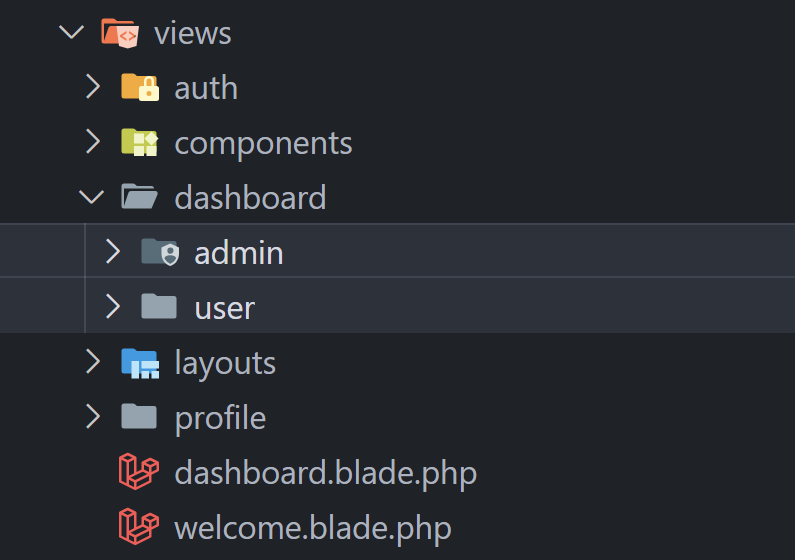 views
auth
components
dashboard
admin
user
layouts
profile
dashboard.blade.php
welcome.blade.php